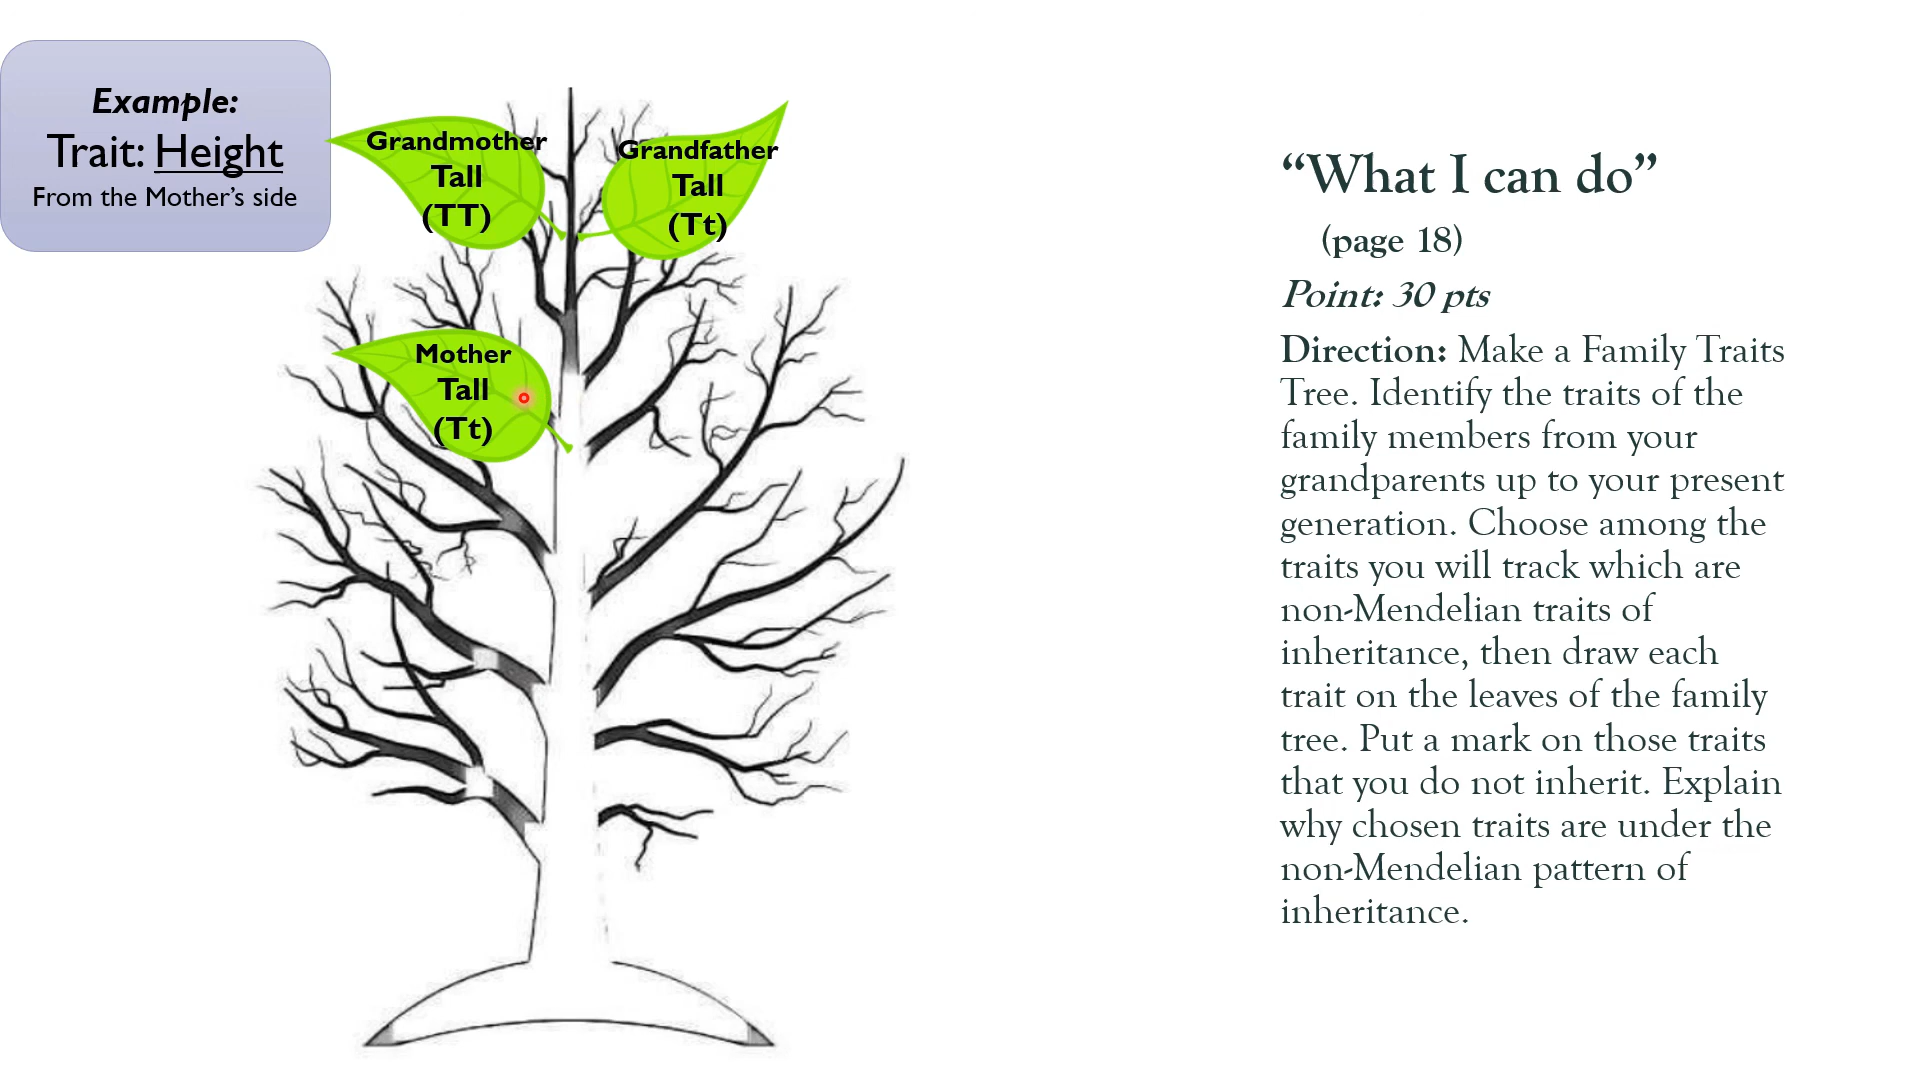 Example:
Trait: Height
From the Mother’s side
Grandmother
Tall
(TT)
Grandfather
Tall
(Tt)
Mother
Tall
(Tt)
“What I can do”
(page 18)
Point: 30 pts
Direction: Make a Family Traits
Tree. Identify the traits of the
family members from your
grandparents up to your present
generation. Choose among the
traits you will track which are
non-Mendelian traits of
inheritance, then draw each
trait on the leaves of the family
tree. Put a mark on those traits
that you do not inherit. Explain
why chosen traits are under the
non-Mendelian pattern of
inheritance.